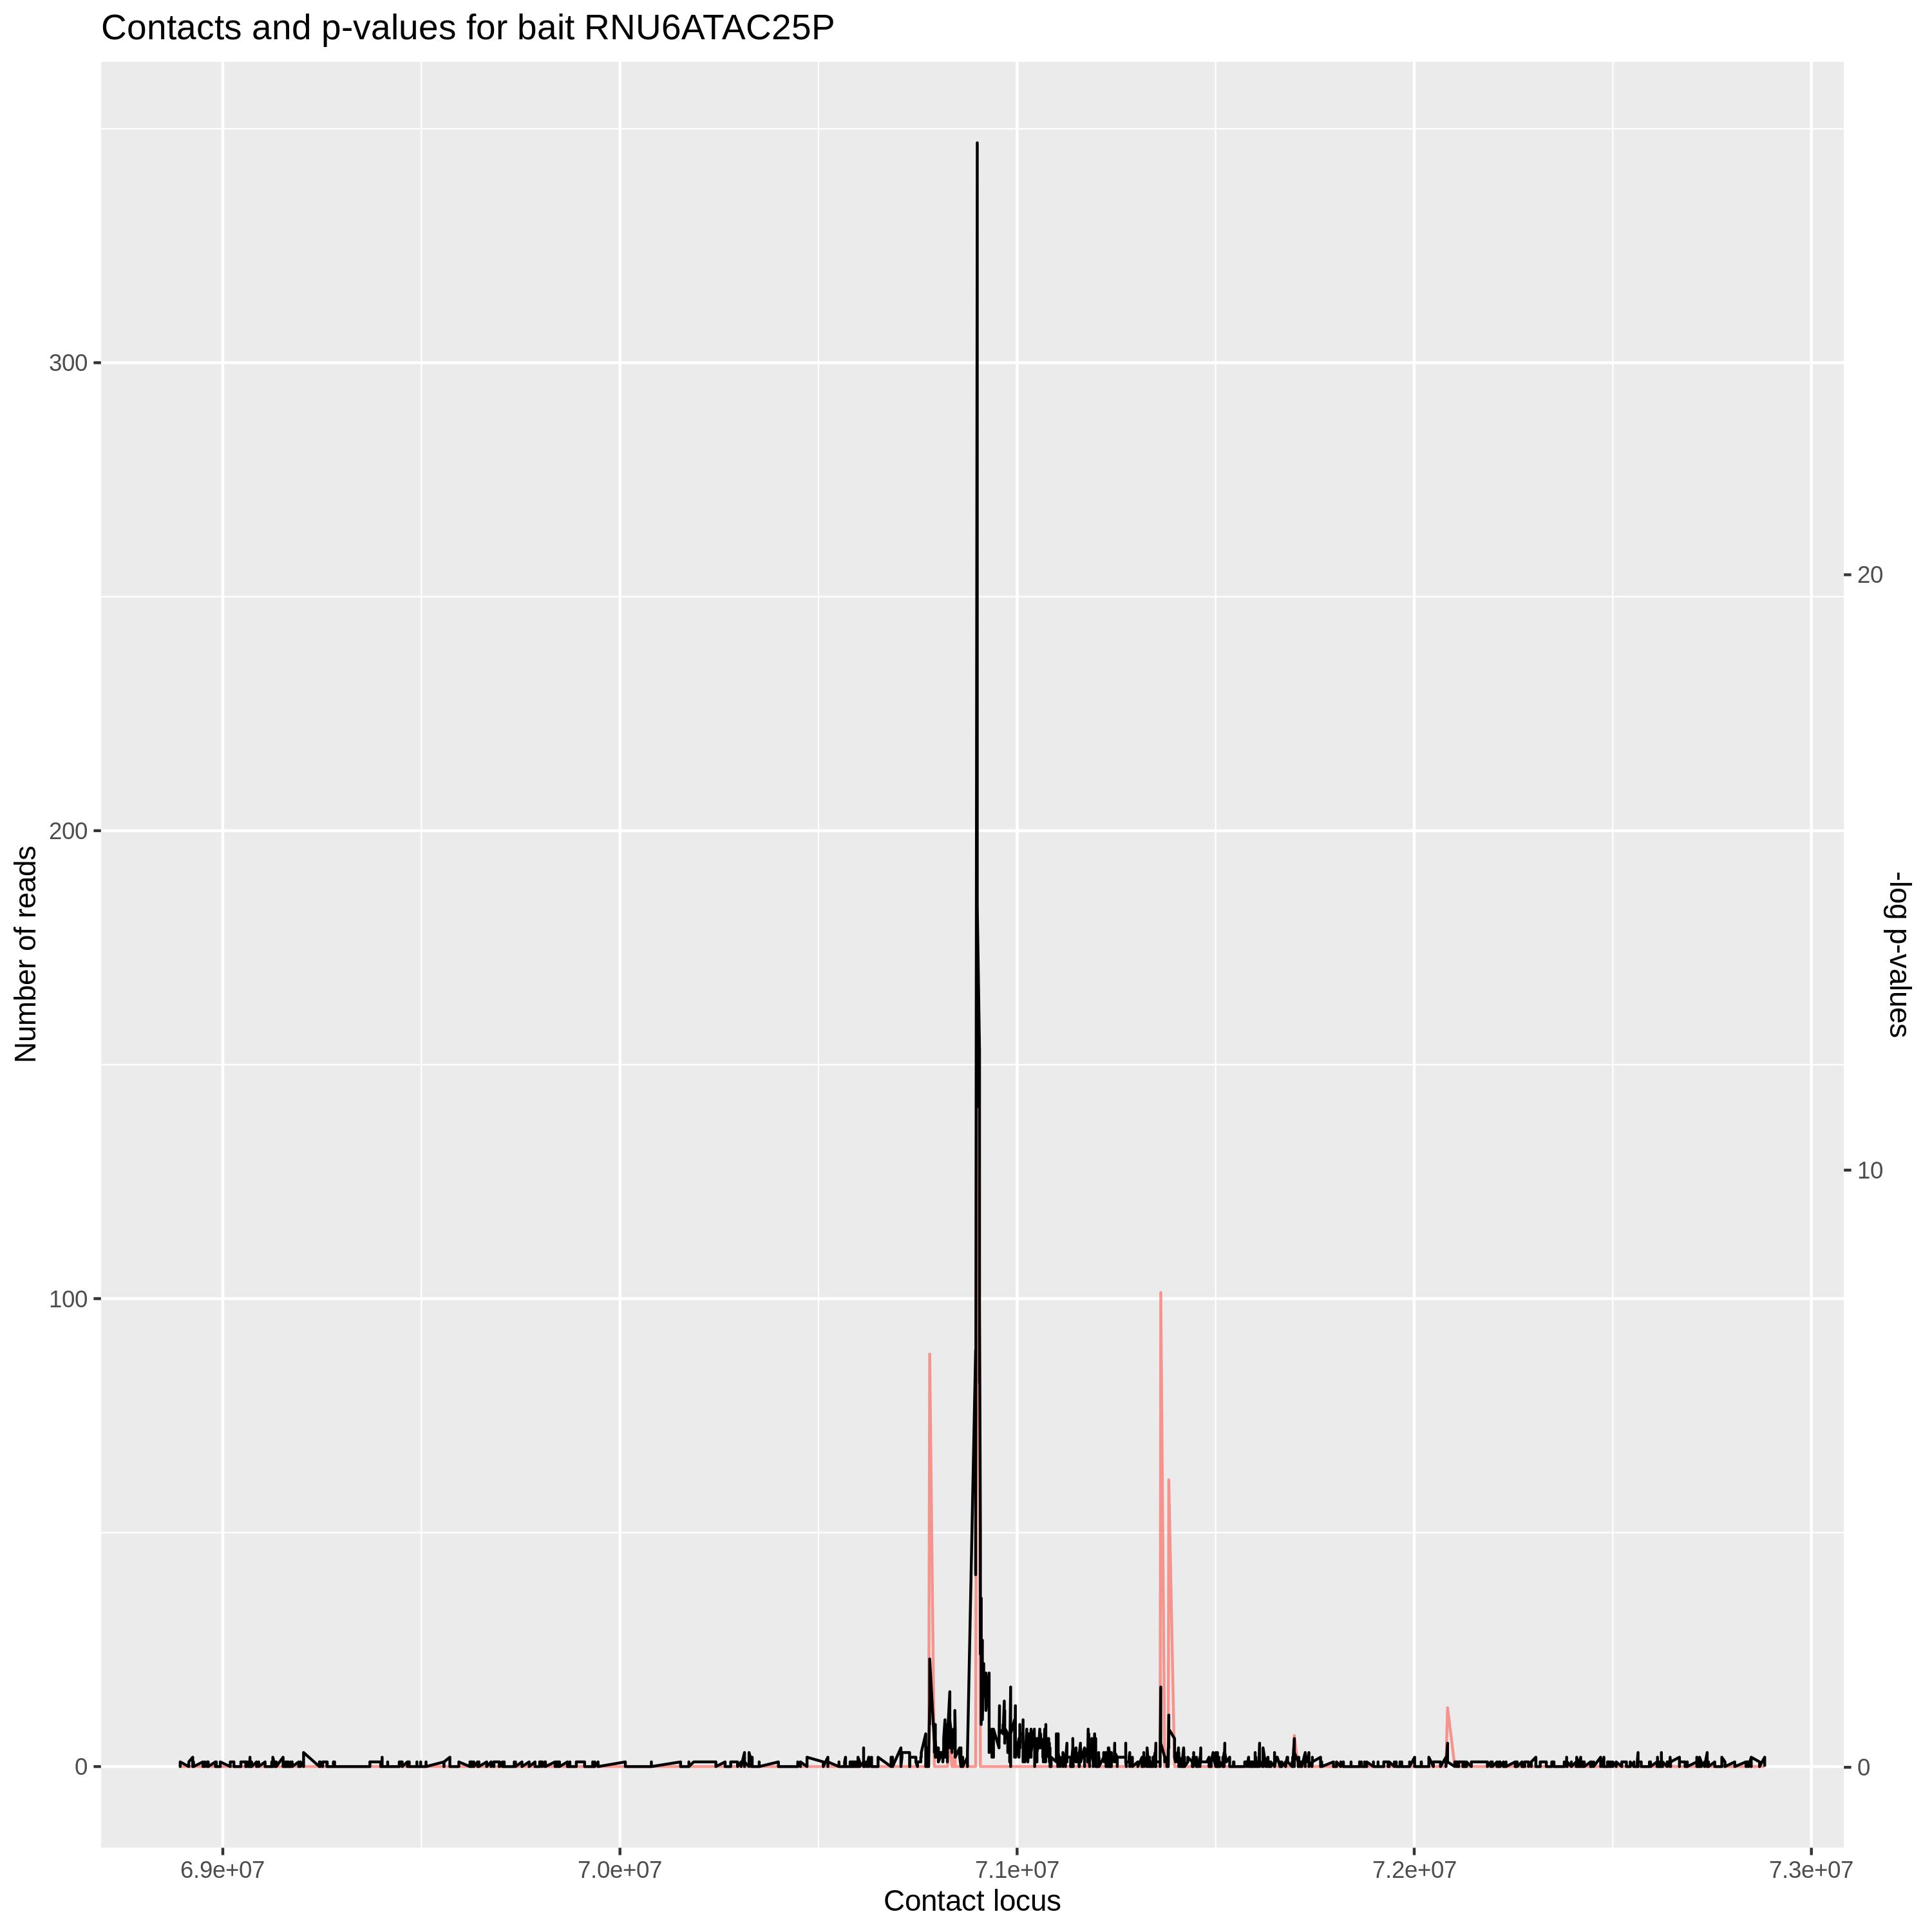 Contacts and p-values for bait RNU6ATAC25P
Number of reads
300
200
100
0
20
10
0
-log p-values
6.9e+07
7.0e+07
7.1e+07
7.2e+07
7.3e+07
Contact locus